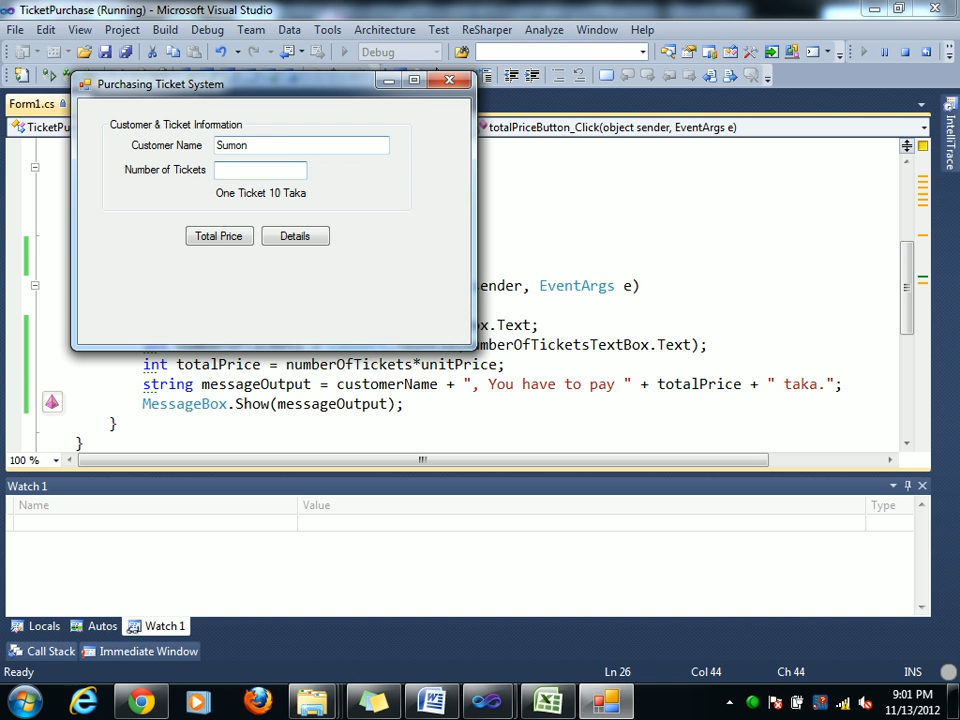 TicketPurchase (Running) - Microsoft Visual Studio
File Edit View Project Build Debug Team Data Tools Architecture Test ReSharper Analyze Window Help
Debug
Form1.cs
Purchasing Ticket System
TicketPu
totalPriceButton_Click(object sender, EventArgs e)
IntelliTrace
Customer & Ticket Information
Customer Name Sumon
Number of Tickets
One Ticket 10 Taka
Total Price Details
sender, EventArgs e)
ox.Text;
umberOfTicketsTextBox.Text);
int totalPrice = numberOfTickets*unitPrice;
string messageOutput = customerName + ", You have to pay " + totalPrice + " taka.";
MessageBox.Show(messageOutput);
}
}
100 %
Watch 1
Name Value Type
Locals Autos Watch 1
Call Stack Immediate Window
Ready Ln 26 Col 44 Ch 44 INS
9:01 PM
11/13/2012